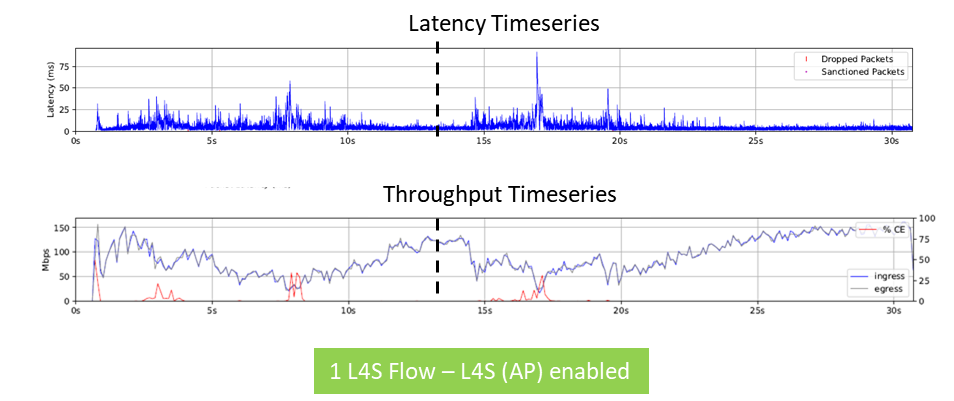 Latency Timeseries
Latency (ms)
75
50
25
0
Dropped Packets
Sanctioned Packets
0s 5s 10s 15s 20s 25s 30s
Throughput Timeseries
Mbps
150
100
50
0
100
75
50
25
0
% CE
ingress
egress
0s 5s 10s 15s 20s 25s 30s
1 L4S Flow – L4S (AP) enabled